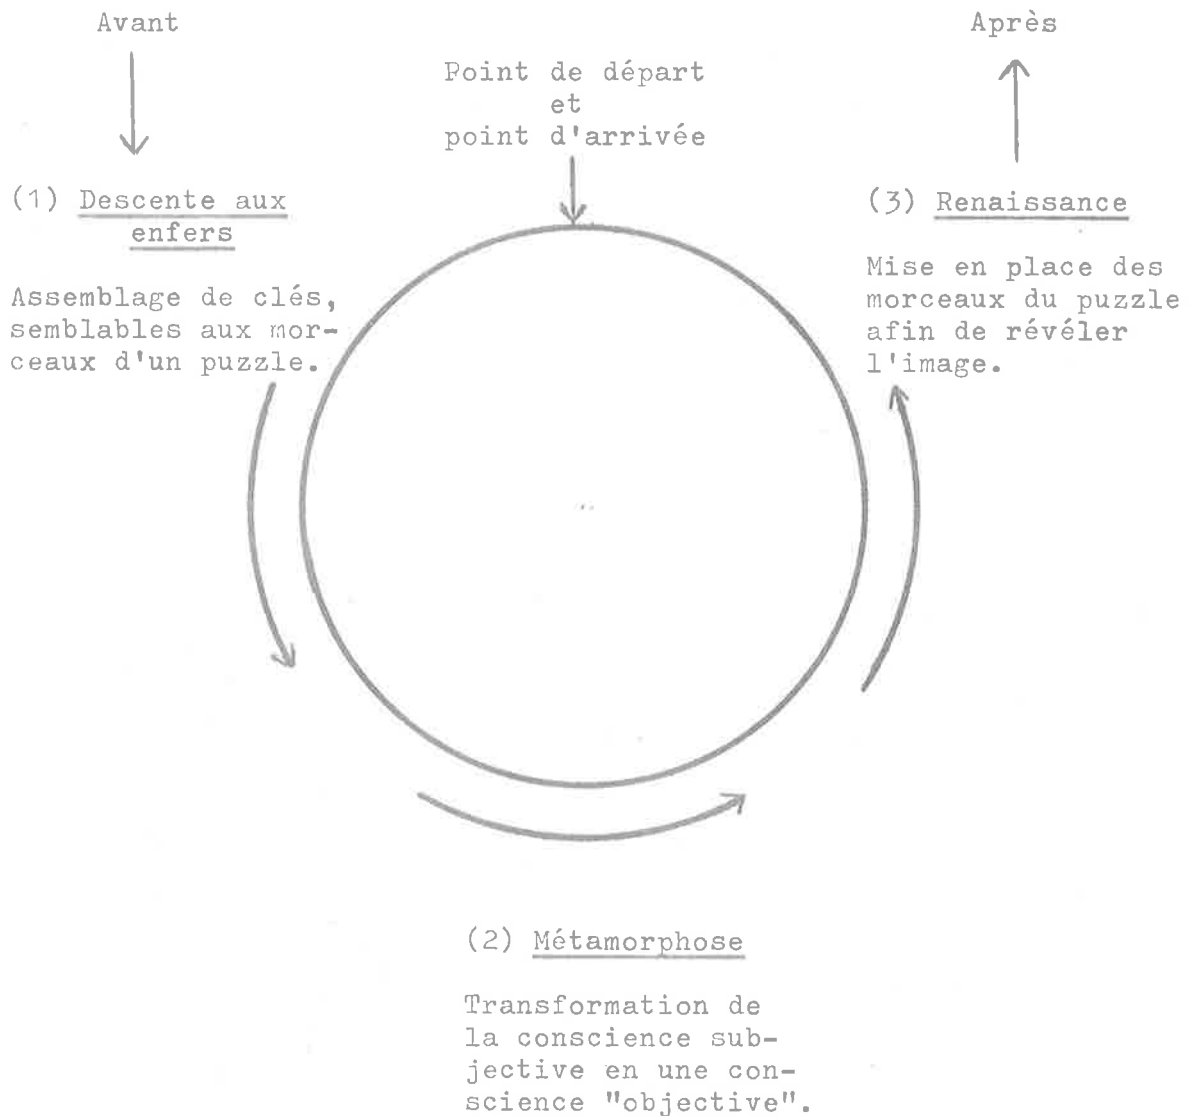 Avant
Après
Point de départ
et
point d'arrivée
(1) Descente aux
enfers
Assemblage de clés,
semblables aux mor-
ceaux d'un puzzle.
(3) Renaissance
Mise en place des
morceaux du puzzle
afin de révéler
l'image.
(2) Métamorphose
Transformation de
la conscience sub-
jective en une con-
science "objective".